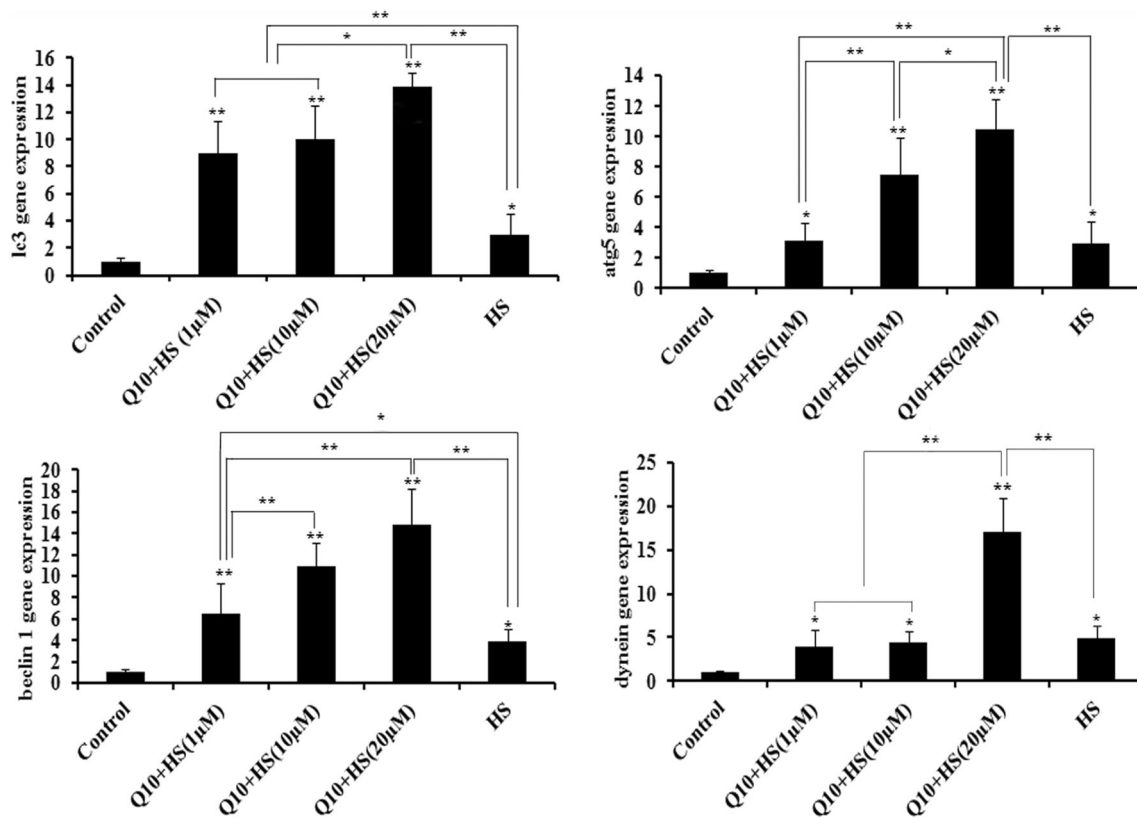 **
*
**
lc3 gene expression
16
14
12
10
8
6
4
2
0
**
**
**
*
Control
Q10+HS (1µM)
Q10+HS(10µM)
Q10+HS(20µM)
HS
**
**
**
*
atg5 gene expression
14
12
10
8
6
4
2
0
*
**
**
*
Control
Q10+HS(1µM)
Q10+HS(10µM)
Q10+HS(20µM)
HS
*
**
**
**
beclin 1 gene expression
20
18
16
14
12
10
8
6
4
2
0
**
**
**
*
Control
Q10+HS(1µM)
Q10+HS(10µM)
Q10+HS(20µM)
HS
**
**
dynein gene expression
25
20
15
10
5
0
*
*
**
*
Control
Q10+HS(1µM)
Q10+HS(10µM)
Q10+HS(20µM)
HS